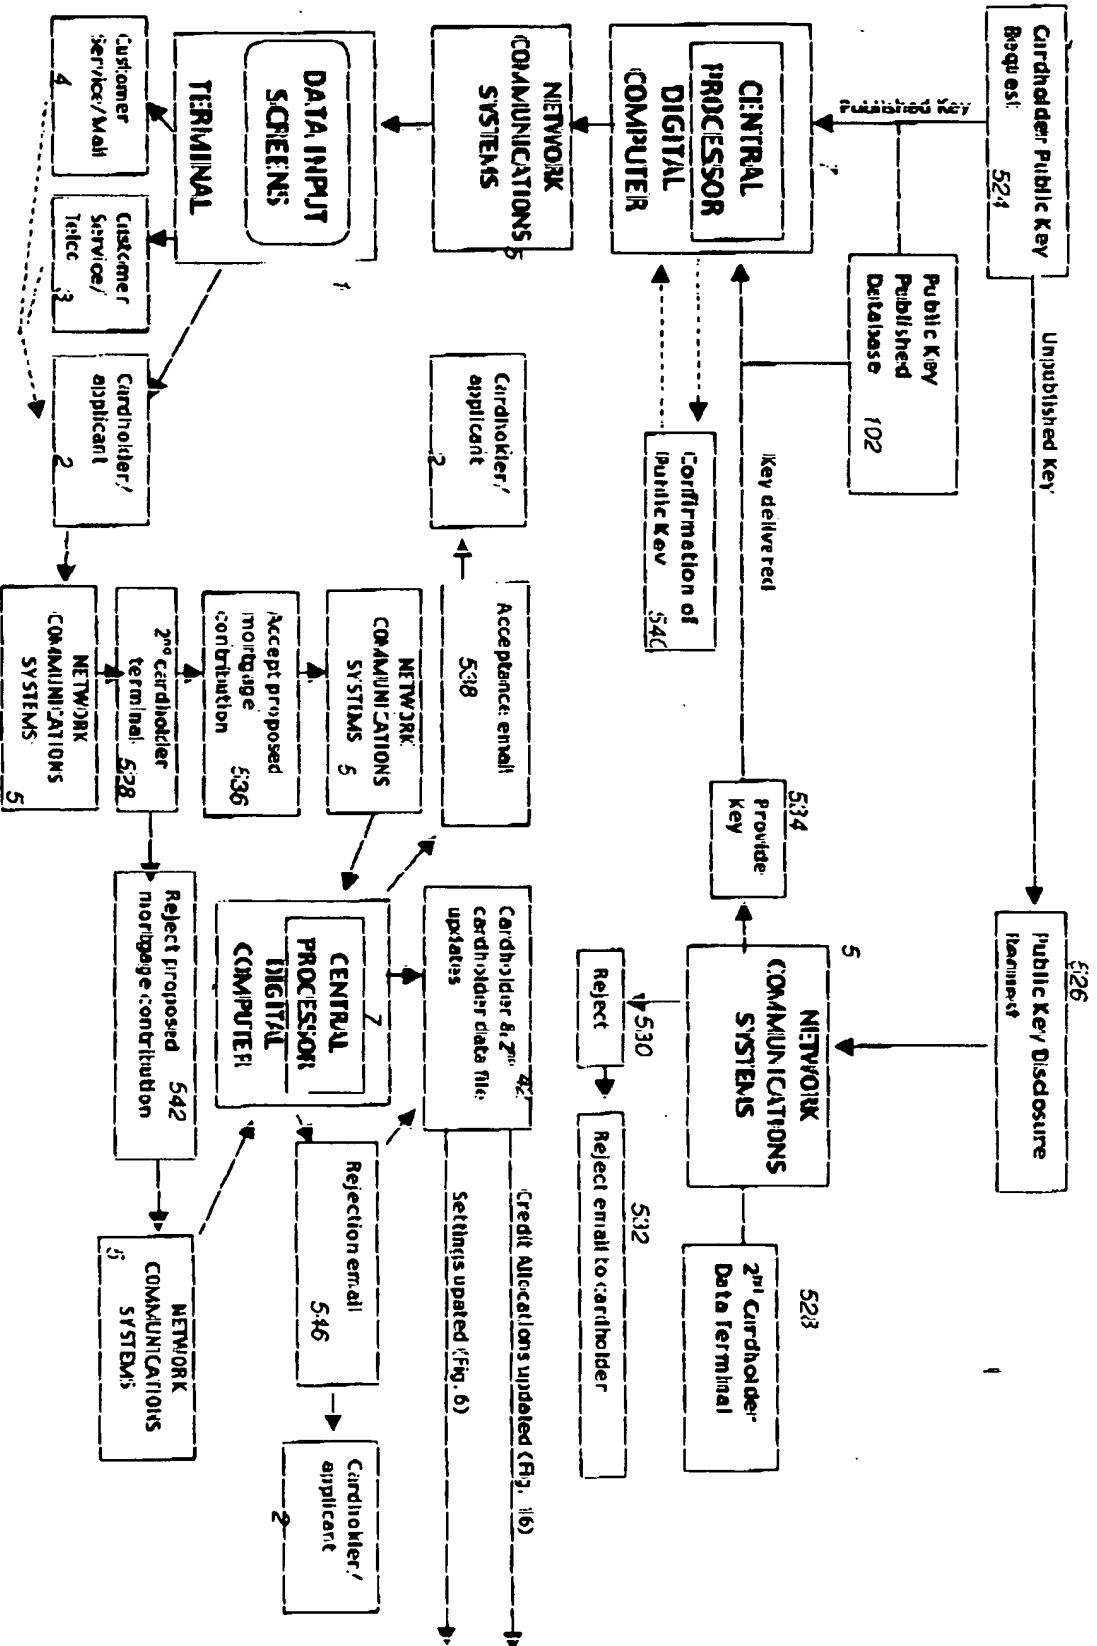 Cardholder Public Key
Request
524
Unpublished Key
526
Public Key Disclosure
Published Key
Public Key
Published
Database
102
7
CENTRAL
PROCESSOR
DIGITAL
COMPUTER
Key delivered
534
Provide
Key
5
NETWORK
COMMUNICATIONS
SYSTEMS
528
2nd Cardholder
Data Terminal
Confirmation of
Public Key
540
530
Reject
532
Reject email to cardholder
NETWORK
COMMUNICATIONS
SYSTEMS
5
Cardholder/
applicant
2
Acceptance email
538
Cardholder & 2nd
cardholder data file
updates
42
Credit Allocations updated (Fig. 16)
Settings upated (Fig. 6)
DATA INPUT
SCREENS
TERMINAL
1
NETWORK
COMMUNICATIONS
SYSTEMS
5
7
CENTRAL
PROCESSOR
DIGITAL
COMPUTER
Rejection email
546
Cardholder/
applicant
2
Accept proposed
mortgage
contribution
536
Customer
Service/Mail
4
Customer
Service/
Telco
3
Cardholder/
applicant
2
2nd cardholder
terminal
528
Reject proposed
mortgage contribution
542
NETWORK
COMMUNICATIONS
SYSTEMS
5
NETWORK
COMMUNICATIONS
SYSTEMS
5